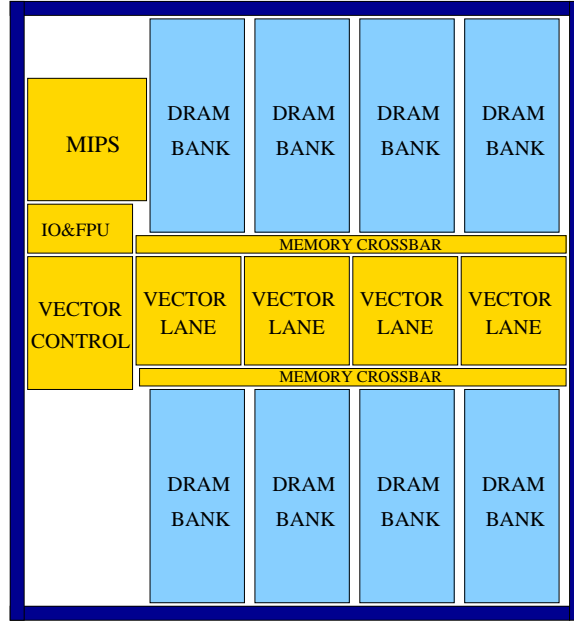 DRAM
BANK
DRAM
BANK
DRAM
BANK
DRAM
BANK
MIPS
IO&FPU
MEMORY CROSSBAR
VECTOR
CONTROL
VECTOR
LANE
VECTOR
LANE
VECTOR
LANE
VECTOR
LANE
MEMORY CROSSBAR
DRAM
BANK
DRAM
BANK
DRAM
BANK
DRAM
BANK